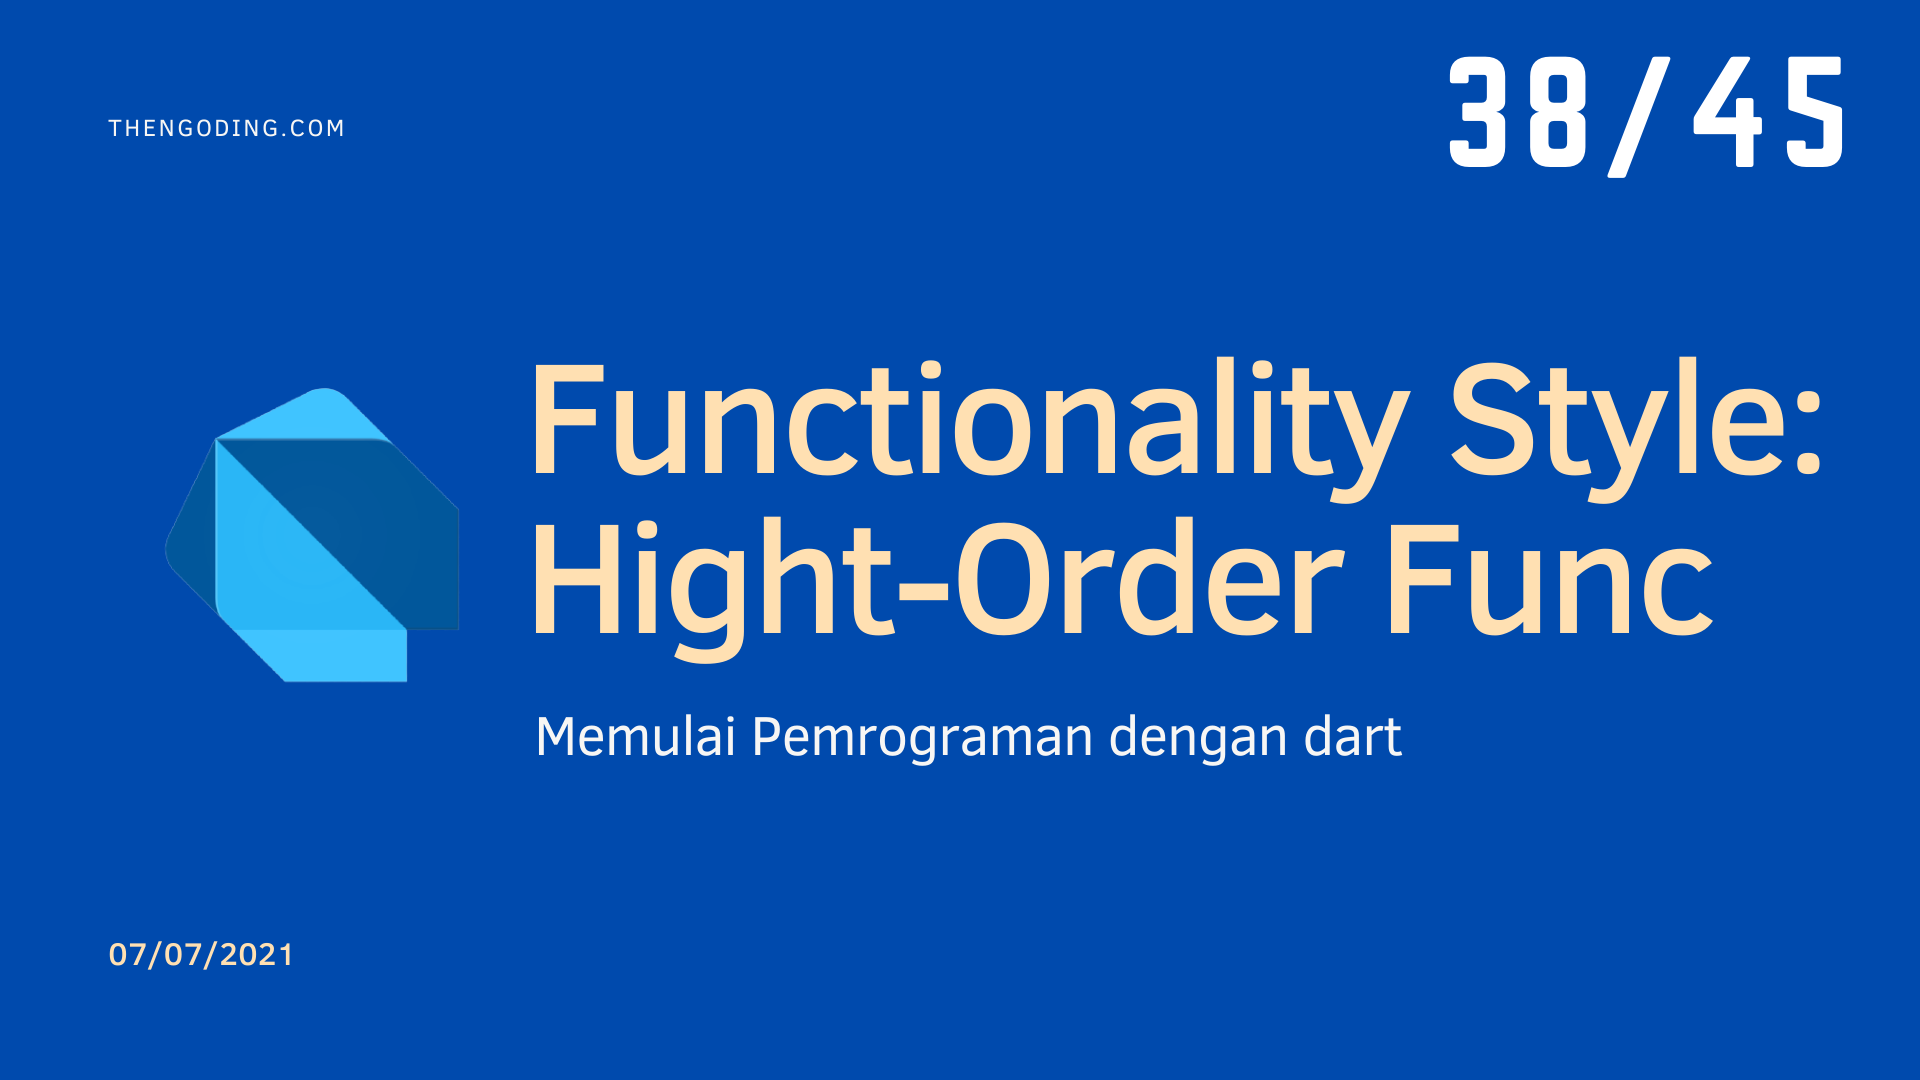 THENGODING.COM
38/45
Functionality Style:
Hight-Order Func
Memulai Pemrograman dengan dart
07/07/2021